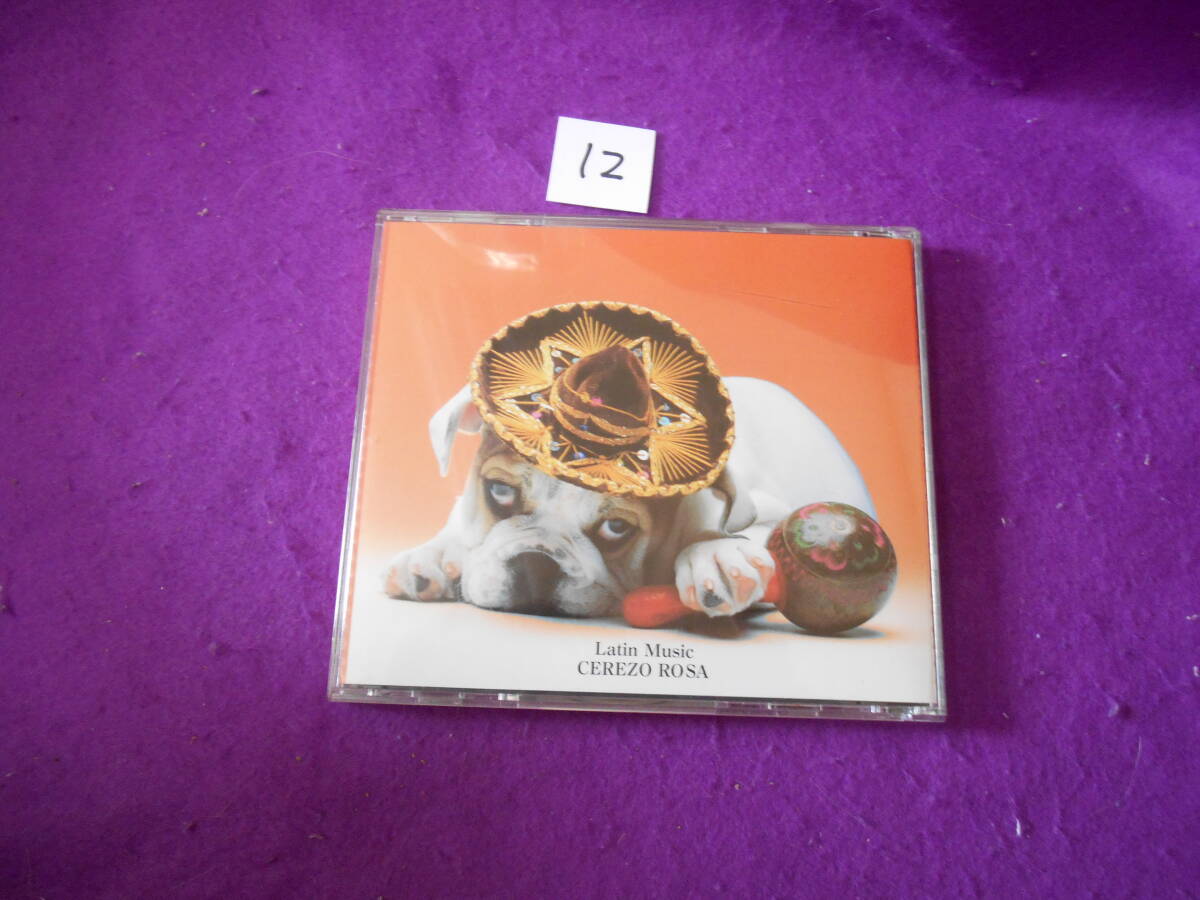 12
Latin Music
CEREZO ROSA